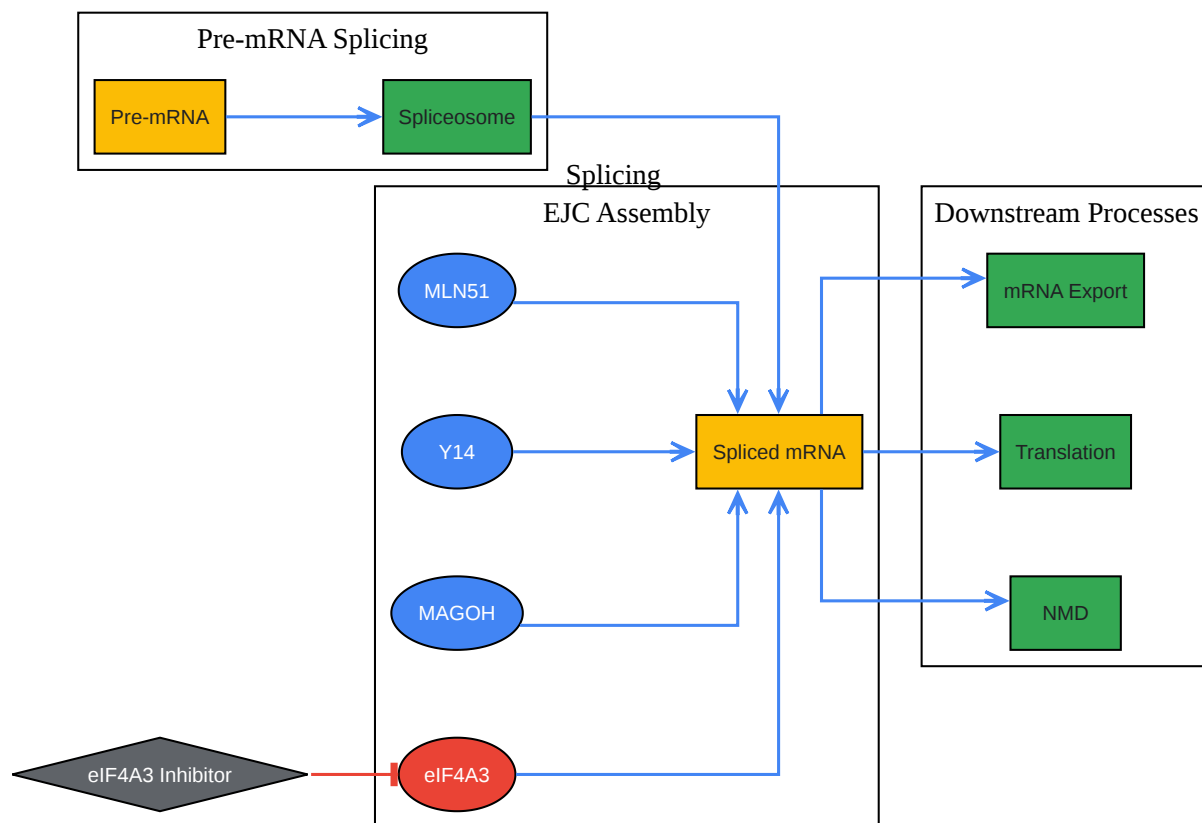 Pre-mRNA Splicing
Pre-mRNA
Spliceosome
Splicing
EJC Assembly
Downstream Processes
MLN51
mRNA Export
Y14
Spliced mRNA
Translation
MAGOH
NMD
eIF4A3 Inhibitor
eIF4A3